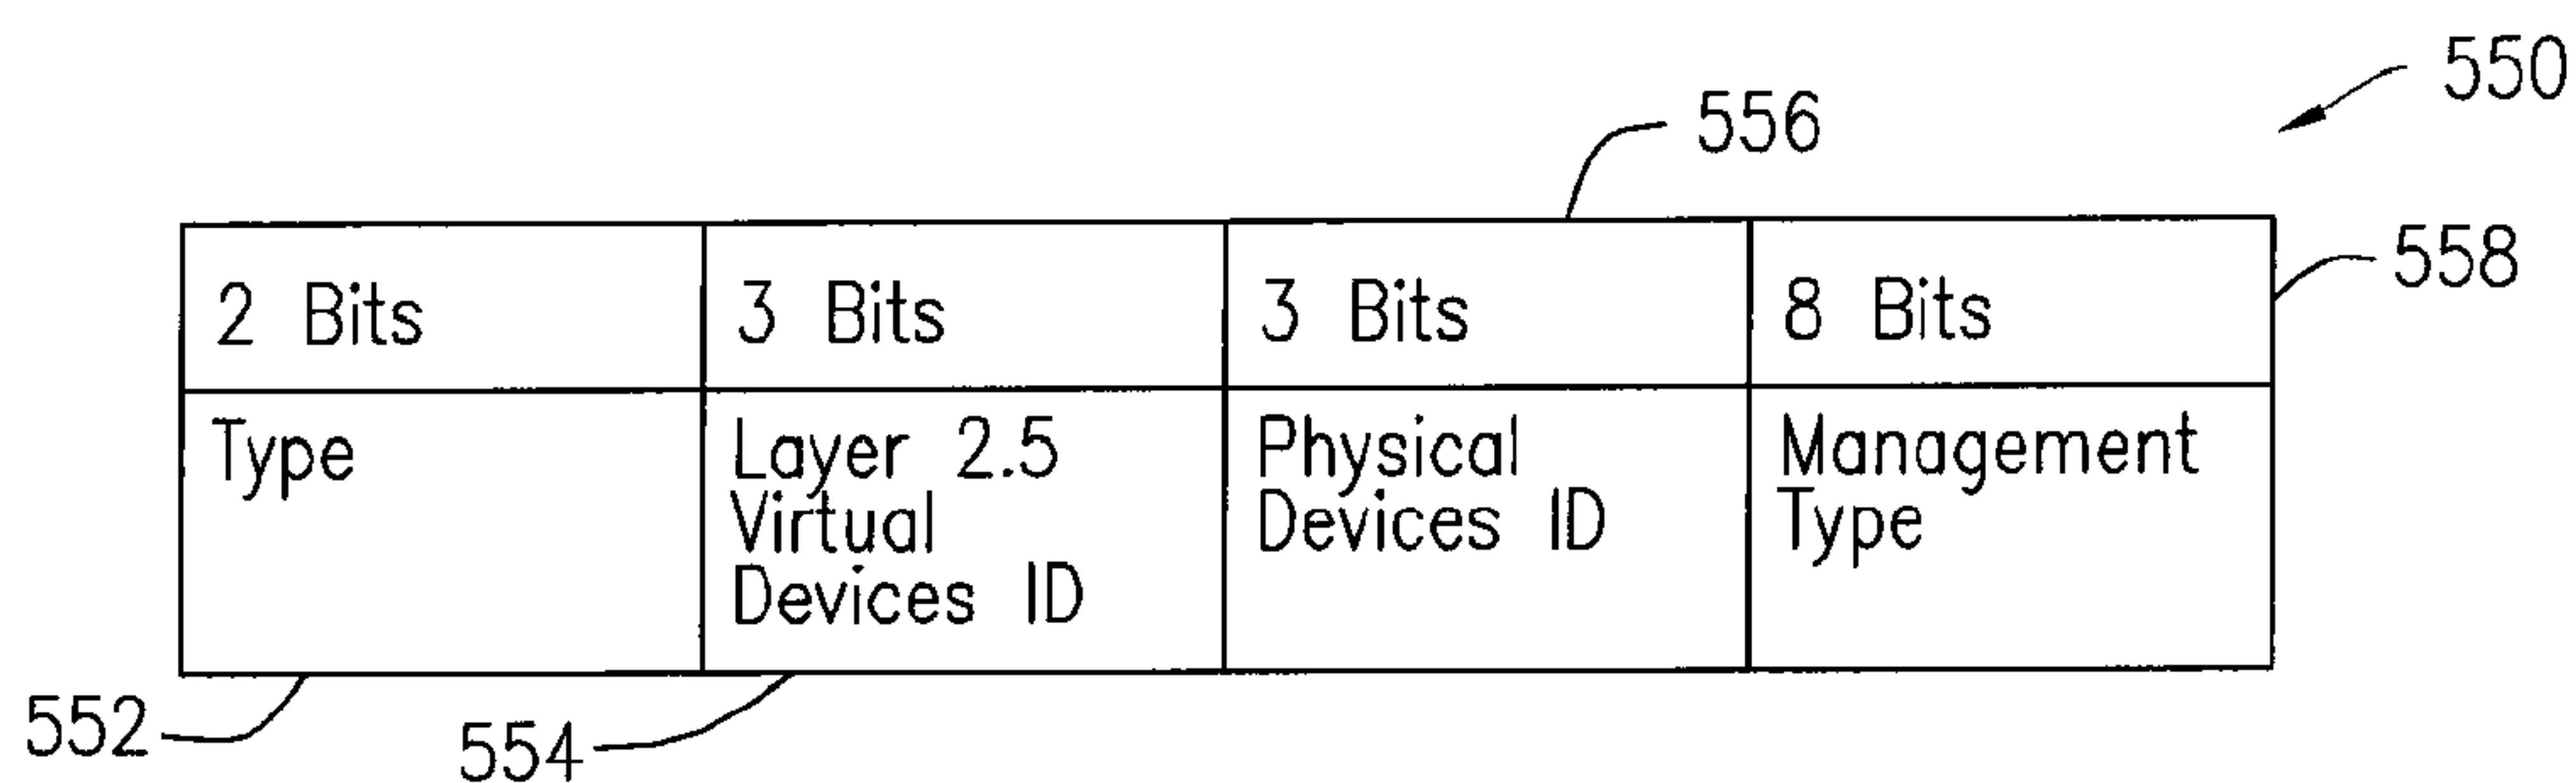 550
556
558
2 Bits
3 Bits
3 Bits
8 Bits
Type
Layer 2.5
Virtual
Devices ID
Physical
Devices ID
Management
Type
552
554